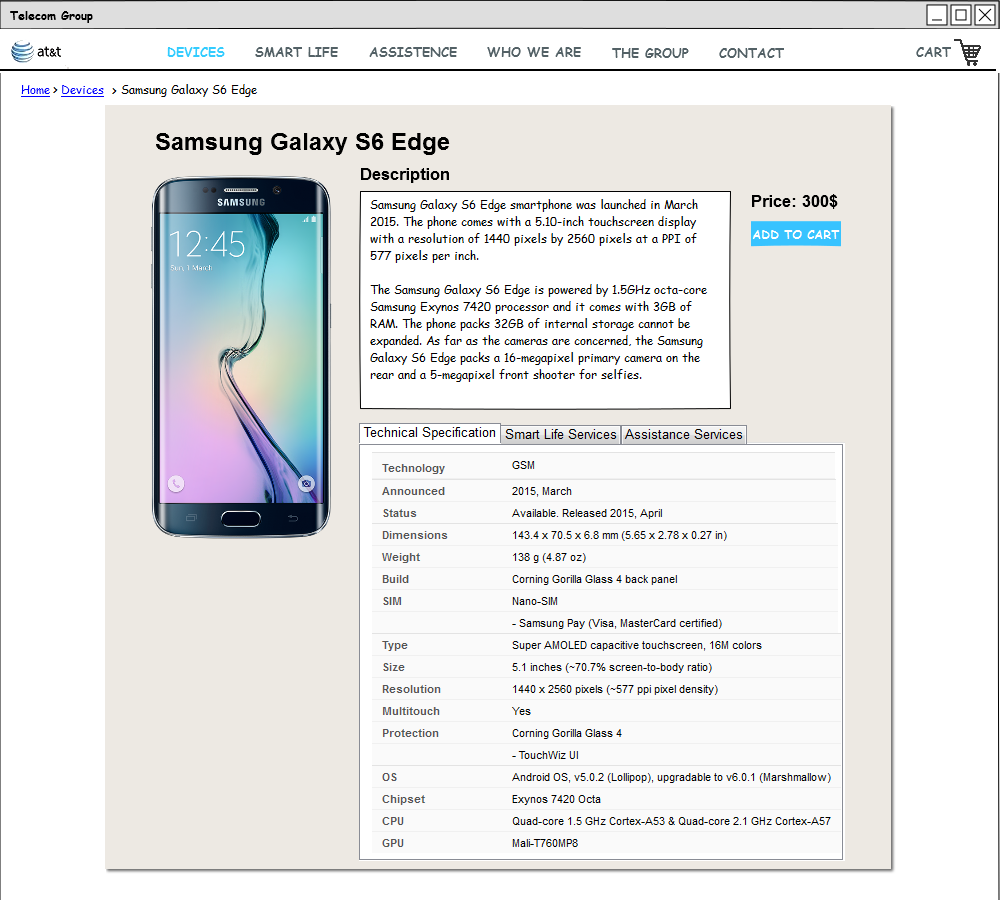 Telecom Group
at&t
DEVICES SMART LIFE ASSISTENCE WHO WE ARE THE GROUP CONTACT CART
Home > Devices > Samsung Galaxy S6 Edge
Samsung Galaxy S6 Edge
Description
SAMSUNG
12:45
Sun, 1 March
Samsung Galaxy S6 Edge smartphone was launched in March
2015. The phone comes with a 5.10-inch touchscreen display
with a resolution of 1440 pixels by 2560 pixels at a PPI of
577 pixels per inch.
The Samsung Galaxy S6 Edge is powered by 1.5GHz octa-core
Samsung Exynos 7420 processor and it comes with 3GB of
RAM. The phone packs 32GB of internal storage cannot be
expanded. As far as the cameras are concerned, the Samsung
Galaxy S6 Edge packs a 16-megapixel primary camera on the
rear and a 5-megapixel front shooter for selfies.
Price: 300$
ADD TO CART
Technical Specification Smart Life Services Assistance Services
Technology GSM
Announced 2015, March
Status Available. Released 2015, April
Dimensions 143.4 x 70.5 x 6.8 mm (5.65 x 2.78 x 0.27 in)
Weight 138 g (4.87 oz)
Build Corning Gorilla Glass 4 back panel
SIM Nano-SIM
- Samsung Pay (Visa, MasterCard certified)
Type Super AMOLED capacitive touchscreen, 16M colors
Size 5.1 inches (~70.7% screen-to-body ratio)
Resolution 1440 x 2560 pixels (~577 ppi pixel density)
Multitouch Yes
Protection Corning Gorilla Glass 4
- TouchWiz UI
OS Android OS, v5.0.2 (Lollipop), upgradable to v6.0.1 (Marshmallow)
Chipset Exynos 7420 Octa
CPU Quad-core 1.5 GHz Cortex-A53 & Quad-core 2.1 GHz Cortex-A57
GPU Mali-T760MP8